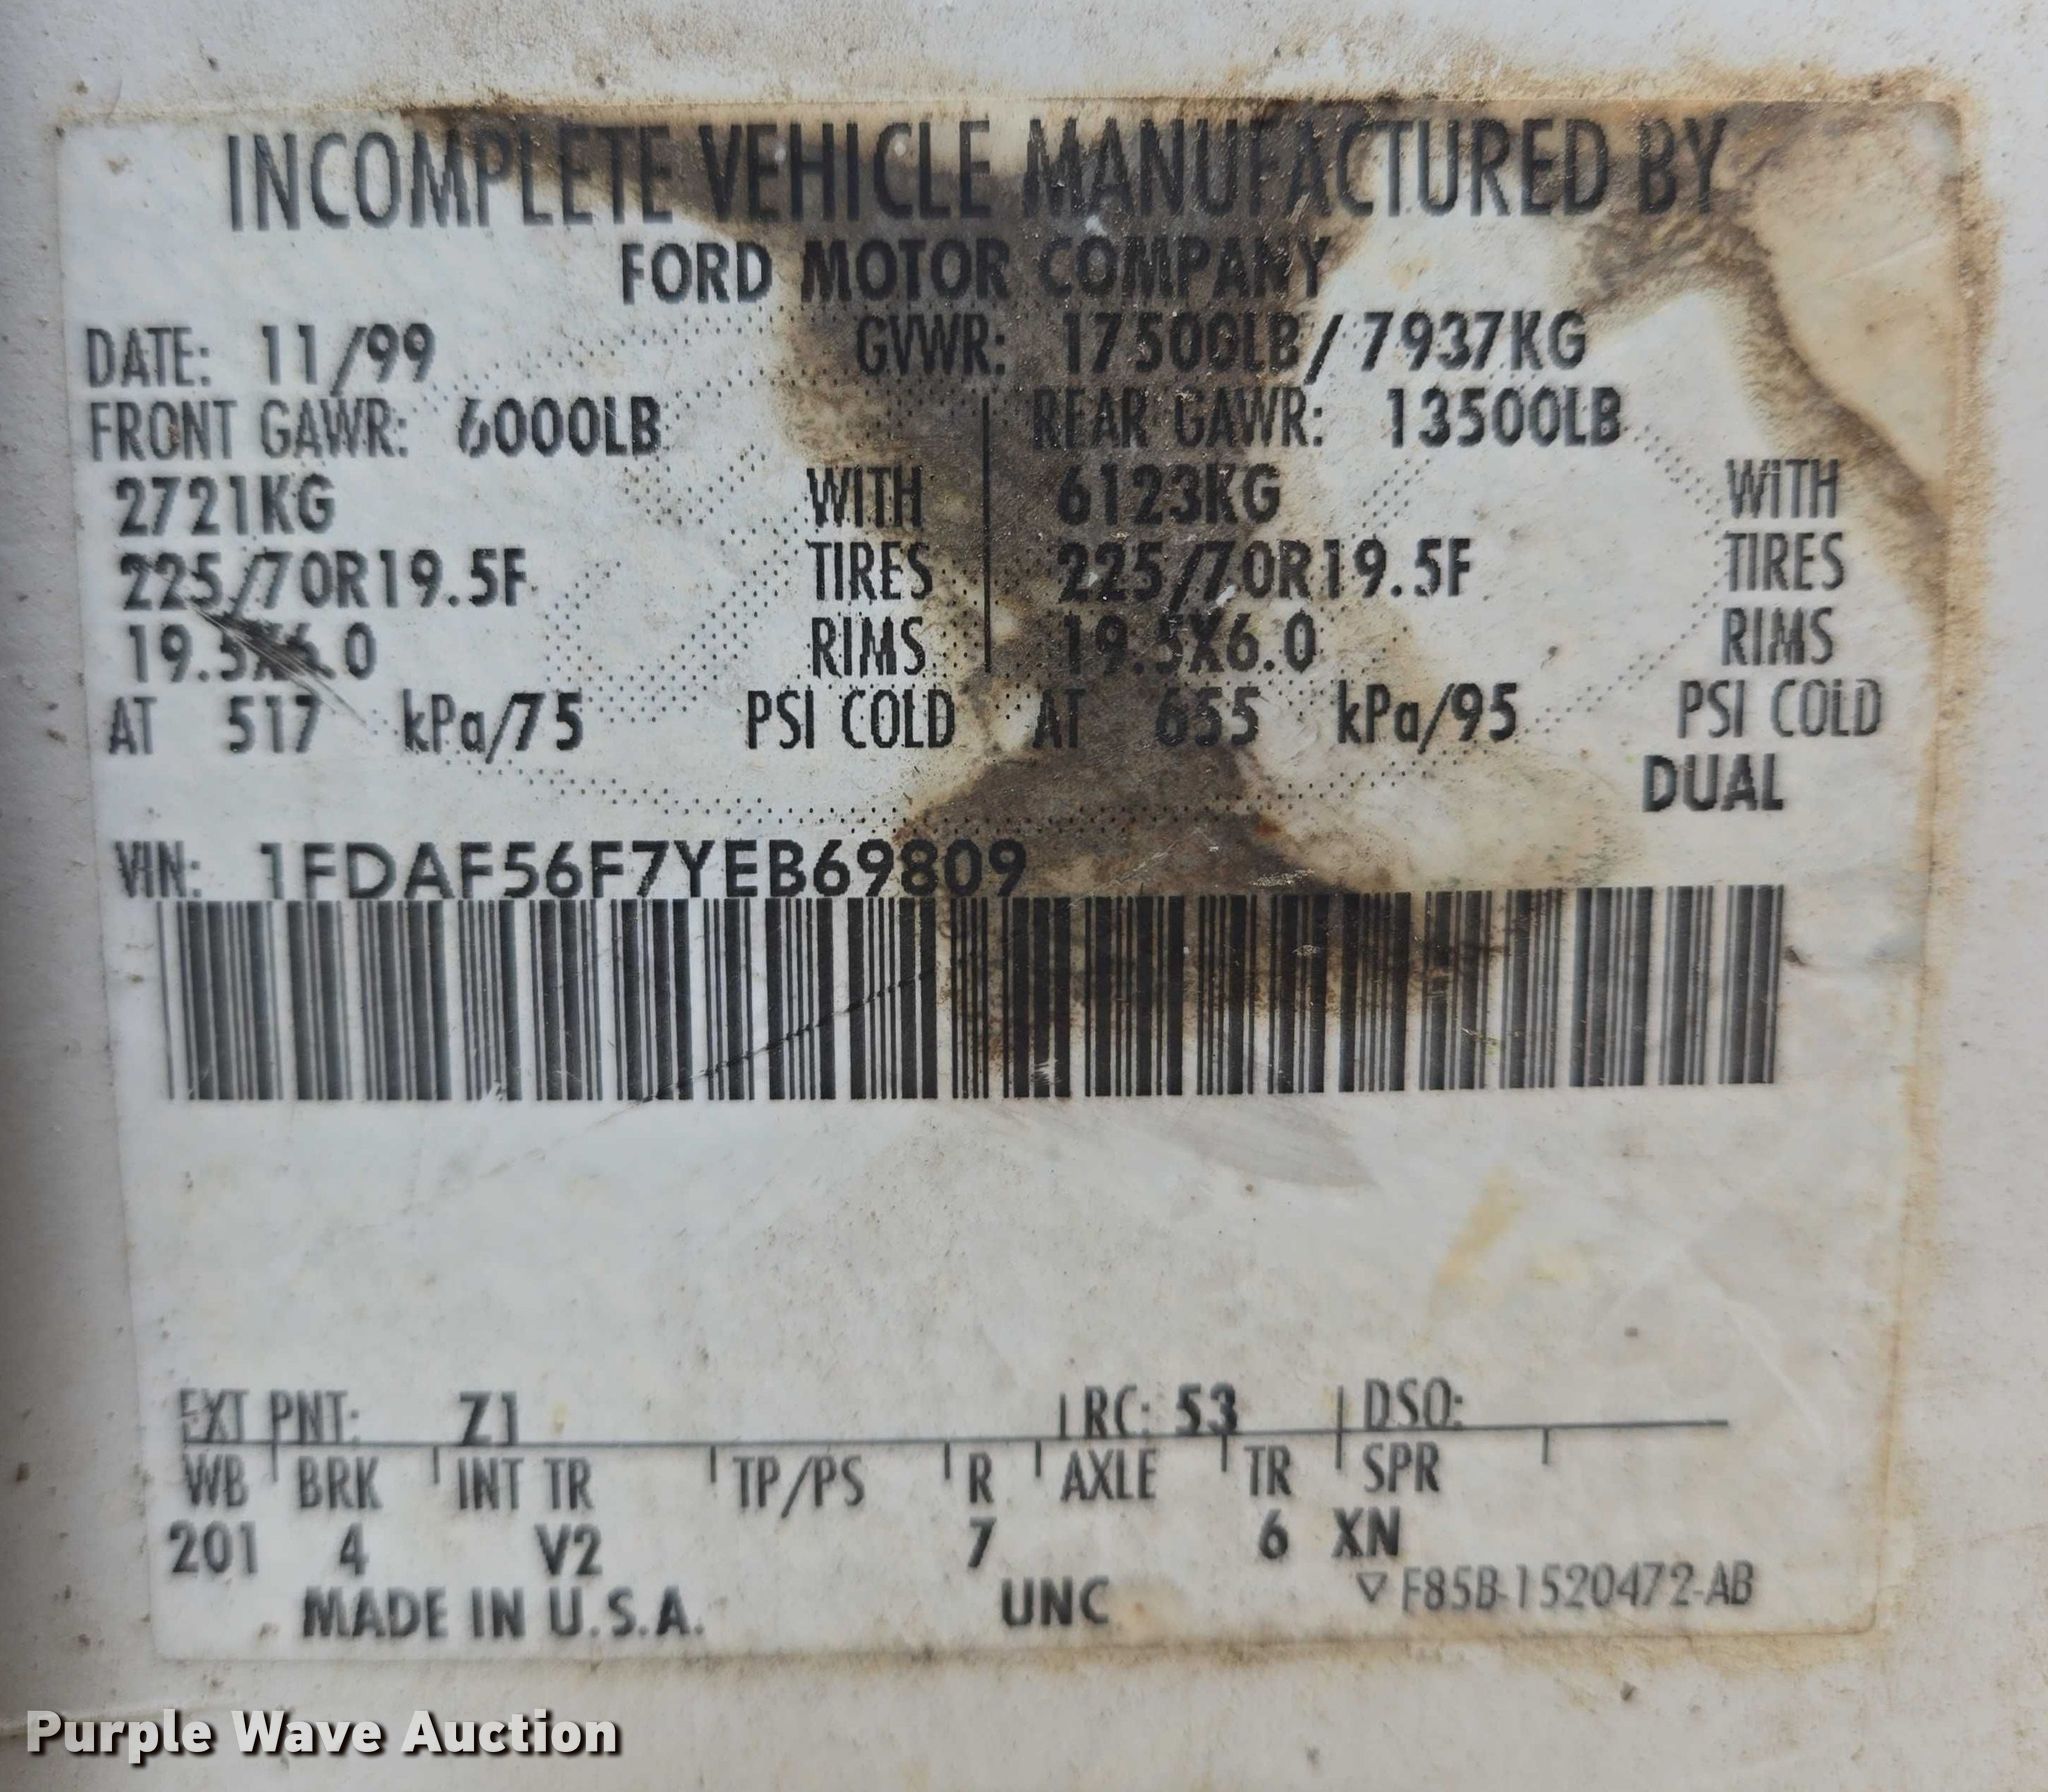 INCOMPLETE VEHICLE MANUFACTURED BY
FORD MOTOR COMPANY
DATE: 11/99 GVWR: 17500LB/7937KG
FRONT GAWR: 6000LB REAR GAWR: 13500LB
2721KG WITH 6123KG WITH
225/70R19.5F TIRES 225/70R19.5F TIRES
19.5X6.0 RIMS 19.5X6.0 RIMS
AT 517 kPa/75 PSI COLD AT 655 kPa/95 PSI COLD
DUAL
VIN: 1FDAF56F7YEB69809
EXT PNT: Z1 RC: 53 DSO:
WB BRK INT TR TP/PS R AXLE TR SPR
201 4 V2 7 6 XN
MADE IN U.S.A. UNC F85B-1520472-AB
Purple Wave Auction